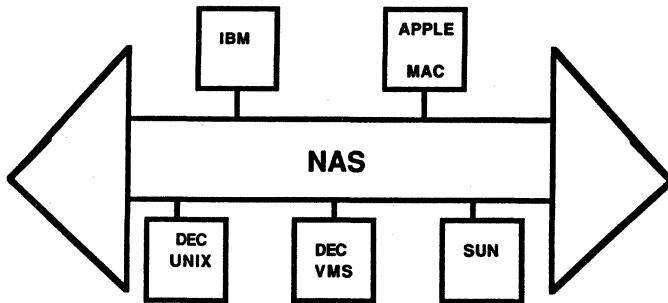 IBM
APPLE
MAC
NAS
DEC
UNIX
DEC
VMS
SUN